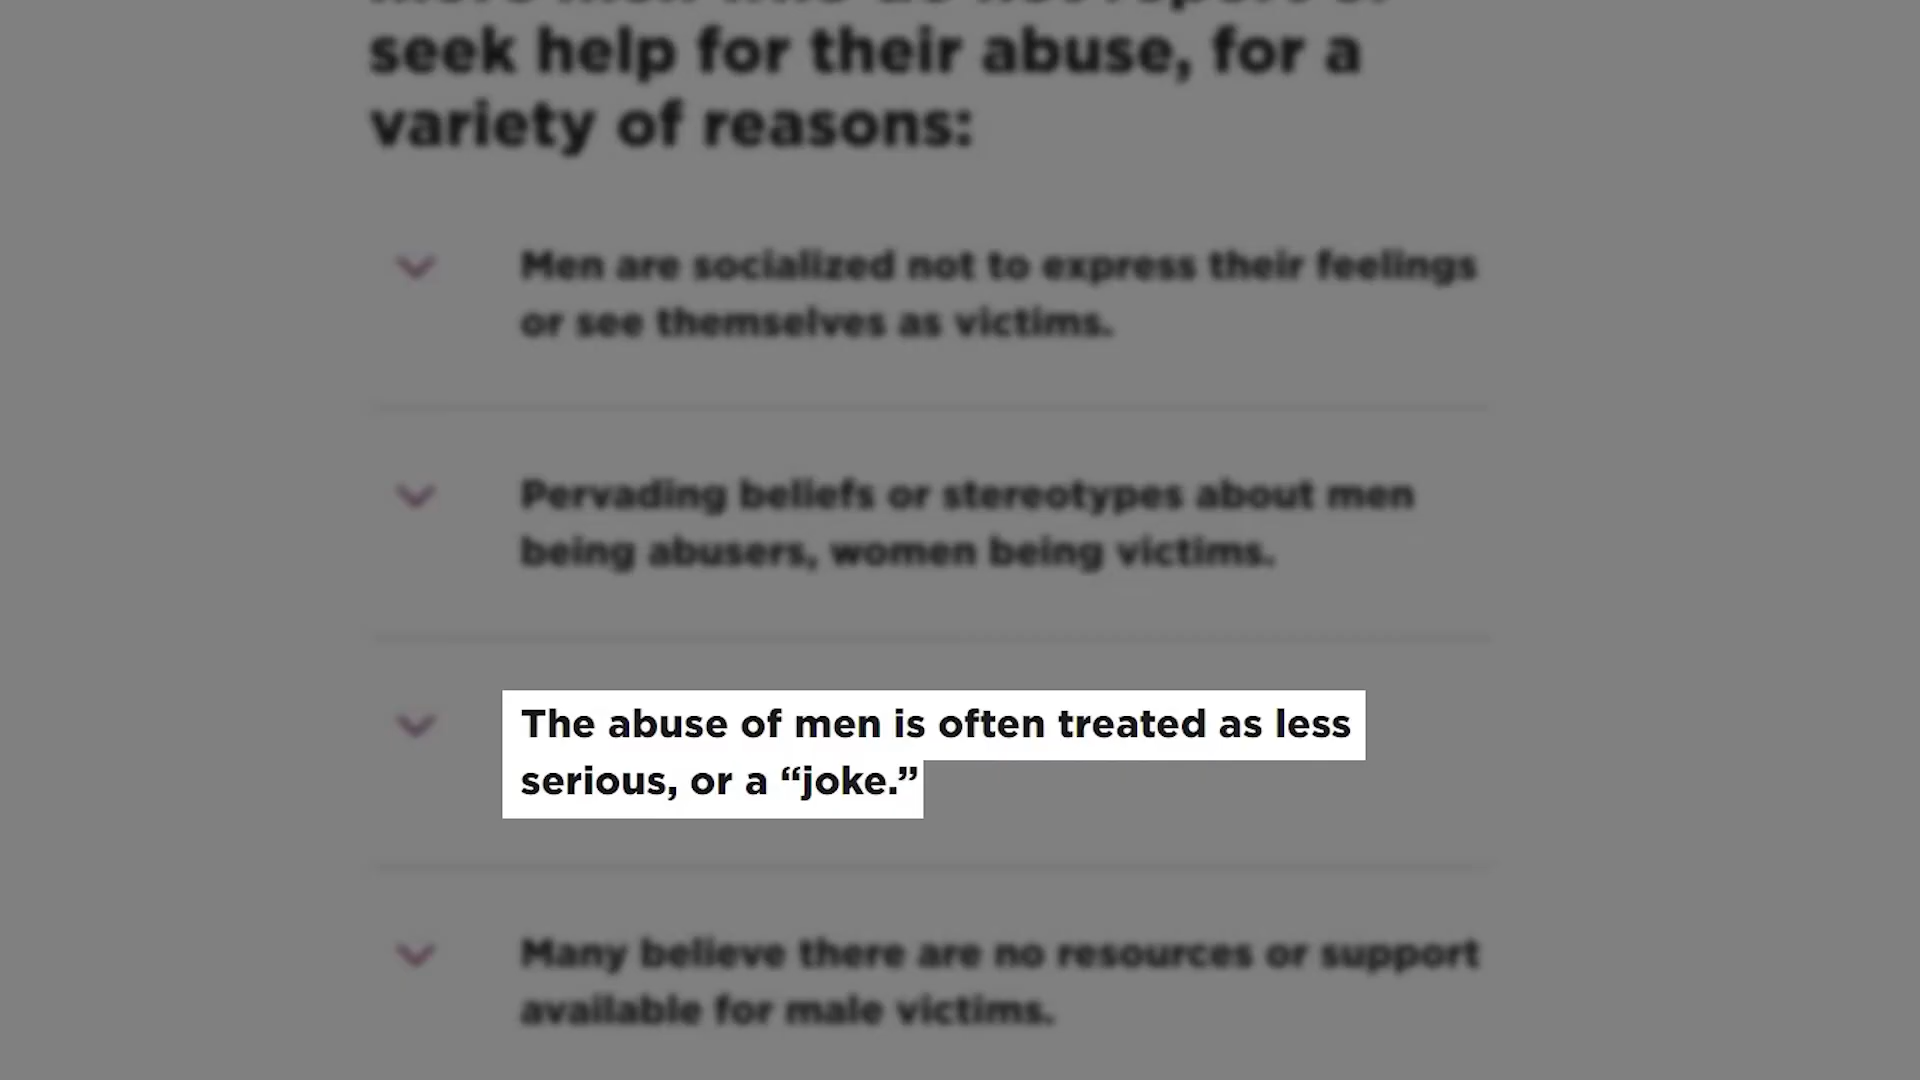 seek help for their abuse, for a
variety of reasons:
Men are socialized not to express their feelings
or see themselves as victims.
Pervading beliefs or stereotypes about men
being abusers, women being victims.
The abuse of men is often treated as less
serious, or a “joke.”
Many believe there are no resources or support
available for male victims.